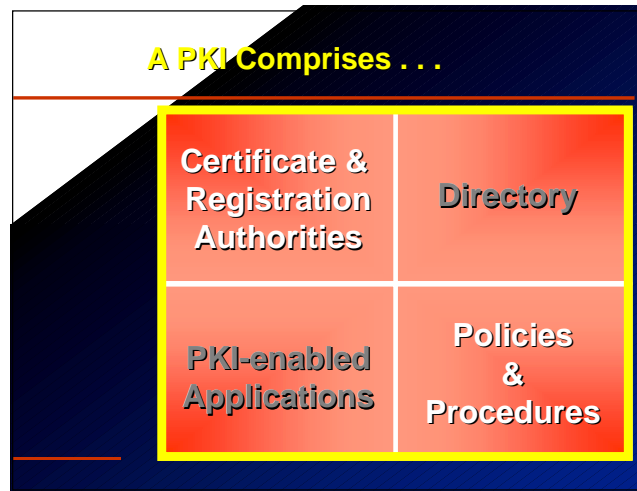 A PKI Comprises . . .
Certificate &
Registration
Authorities
Directory
PKI-enabled
Applications
Policies
&
Procedures